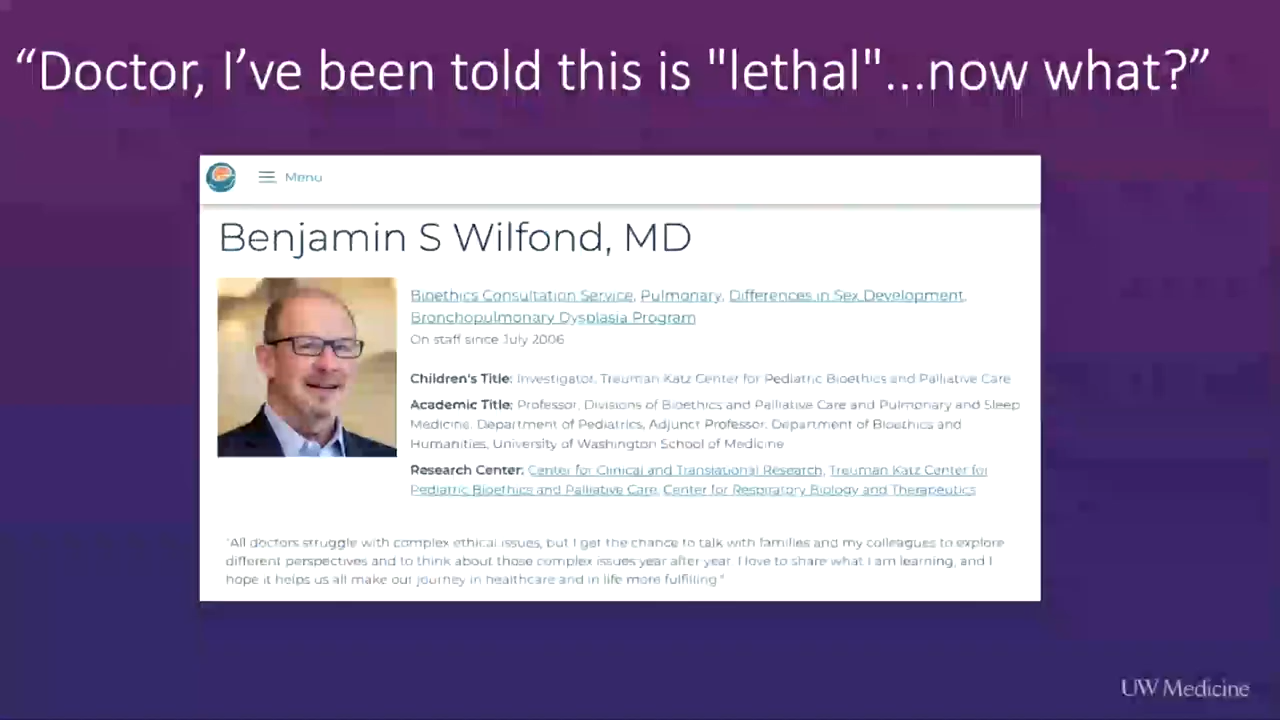 “Doctor, I’ve been told this is "lethal"...now what?”
Menu
Benjamin S Wilfond, MD
Bioethics Consultation Service, Pulmonary, Differences in Sex Development,
Bronchopulmonary Dysplasia Program
On staff since July 2006
Children's Title: Investigator, Treuman Katz Center for Pediatric Bioethics and Palliative Care
Academic Title: Professor, Divisions of Bioethics and Palliative Care and Pulmonary and Sleep
Medicine, Department of Pediatrics, Adjunct Professor, Department of Bioethics and
Humanities, University of Washington School of Medicine
Research Center: Center for Clinical and Translational Research, Treuman Katz Center for
Pediatric Bioethics and Palliative Care, Center for Respiratory Biology and Therapeutics
"All doctors struggle with complex ethical issues, but I get the chance to talk with families and my colleagues to explore
different perspectives and to think about those complex issues year after year. I love to share what I am learning, and I
hope it helps us all make our journey in healthcare and in life more fulfilling."
UW Medicine